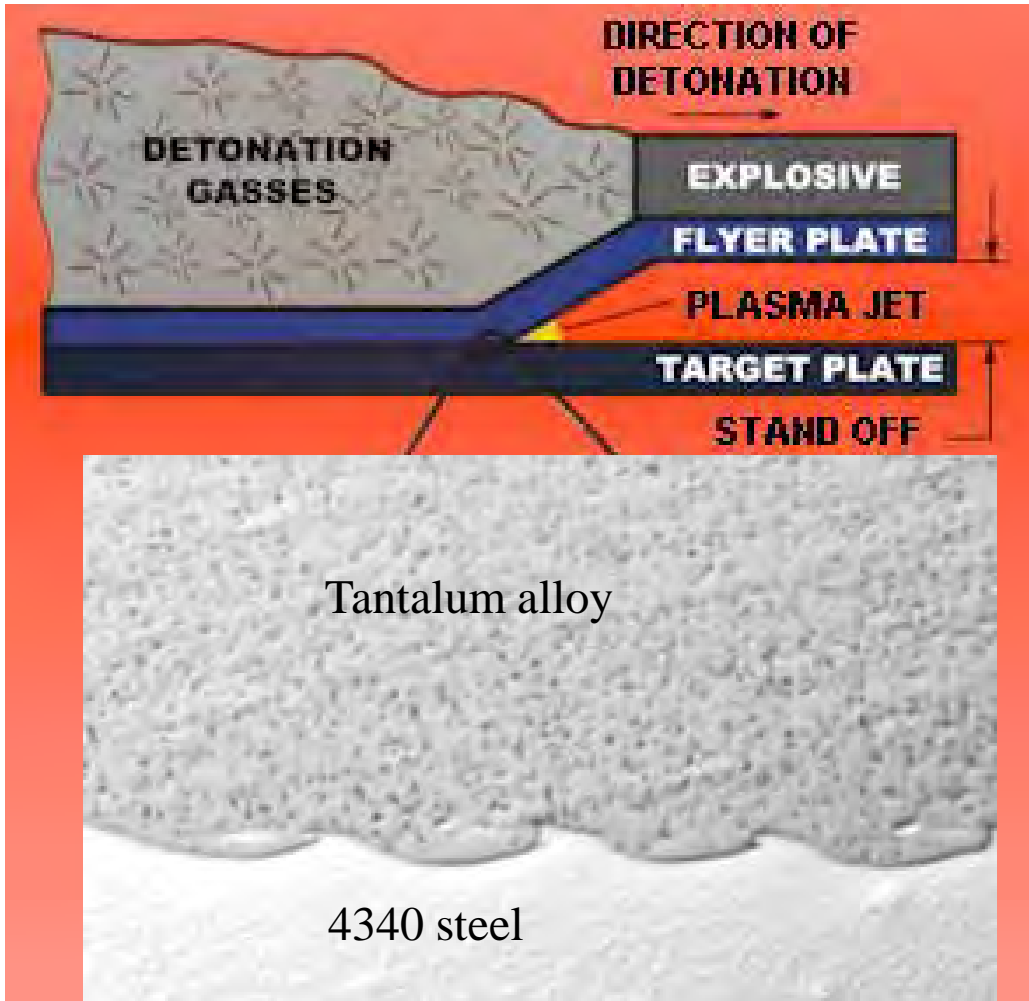 DIRECTION OF
DETONATION
DETONATION
GASSES
EXPLOSIVE
FLYER PLATE
PLASMA JET
TARGET PLATE
STAND OFF
Tantalum alloy
4340 steel